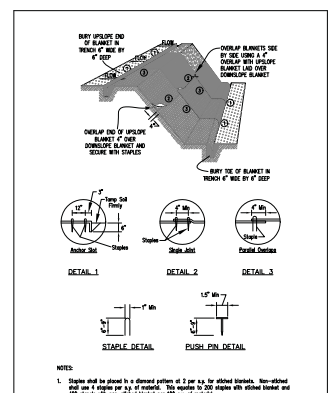 BURY UPSLOPE END
OF BLANKET IN
TRENCH 6" WIDE BY
6" DEEP
FLOW
FLOW
FLOW
OVERLAP BLANKETS SIDE
BY SIDE USING A 4"
OVERLAP WITH UPSLOPE
BLANKET LAID OVER
DOWNSLOPE BLANKET
OVERLAP END OF UPSLOPE
BLANKET 4" OVER
DOWNSLOPE BLANKET AND
SECURE WITH STAPLES
BURY TOE OF BLANKET IN
TRENCH 6" WIDE BY 6" DEEP
3"
12"
Tamp Soil
Firmly
6"
Staples
Anchor Slot
4" Min
Staples
Single Joint
4" Min
Staple
Parallel Overlaps
DETAIL 1
DETAIL 2
DETAIL 3
1" Min
STAPLE DETAIL
1.5" Min
PUSH PIN DETAIL
NOTES:
1. Staples shall be placed in a diamond pattern at 2 per s.y. for stitched blankets. Non-stitched
shall use 4 staples per s.y. of material. This equates to 200 staples with stitched blanket and